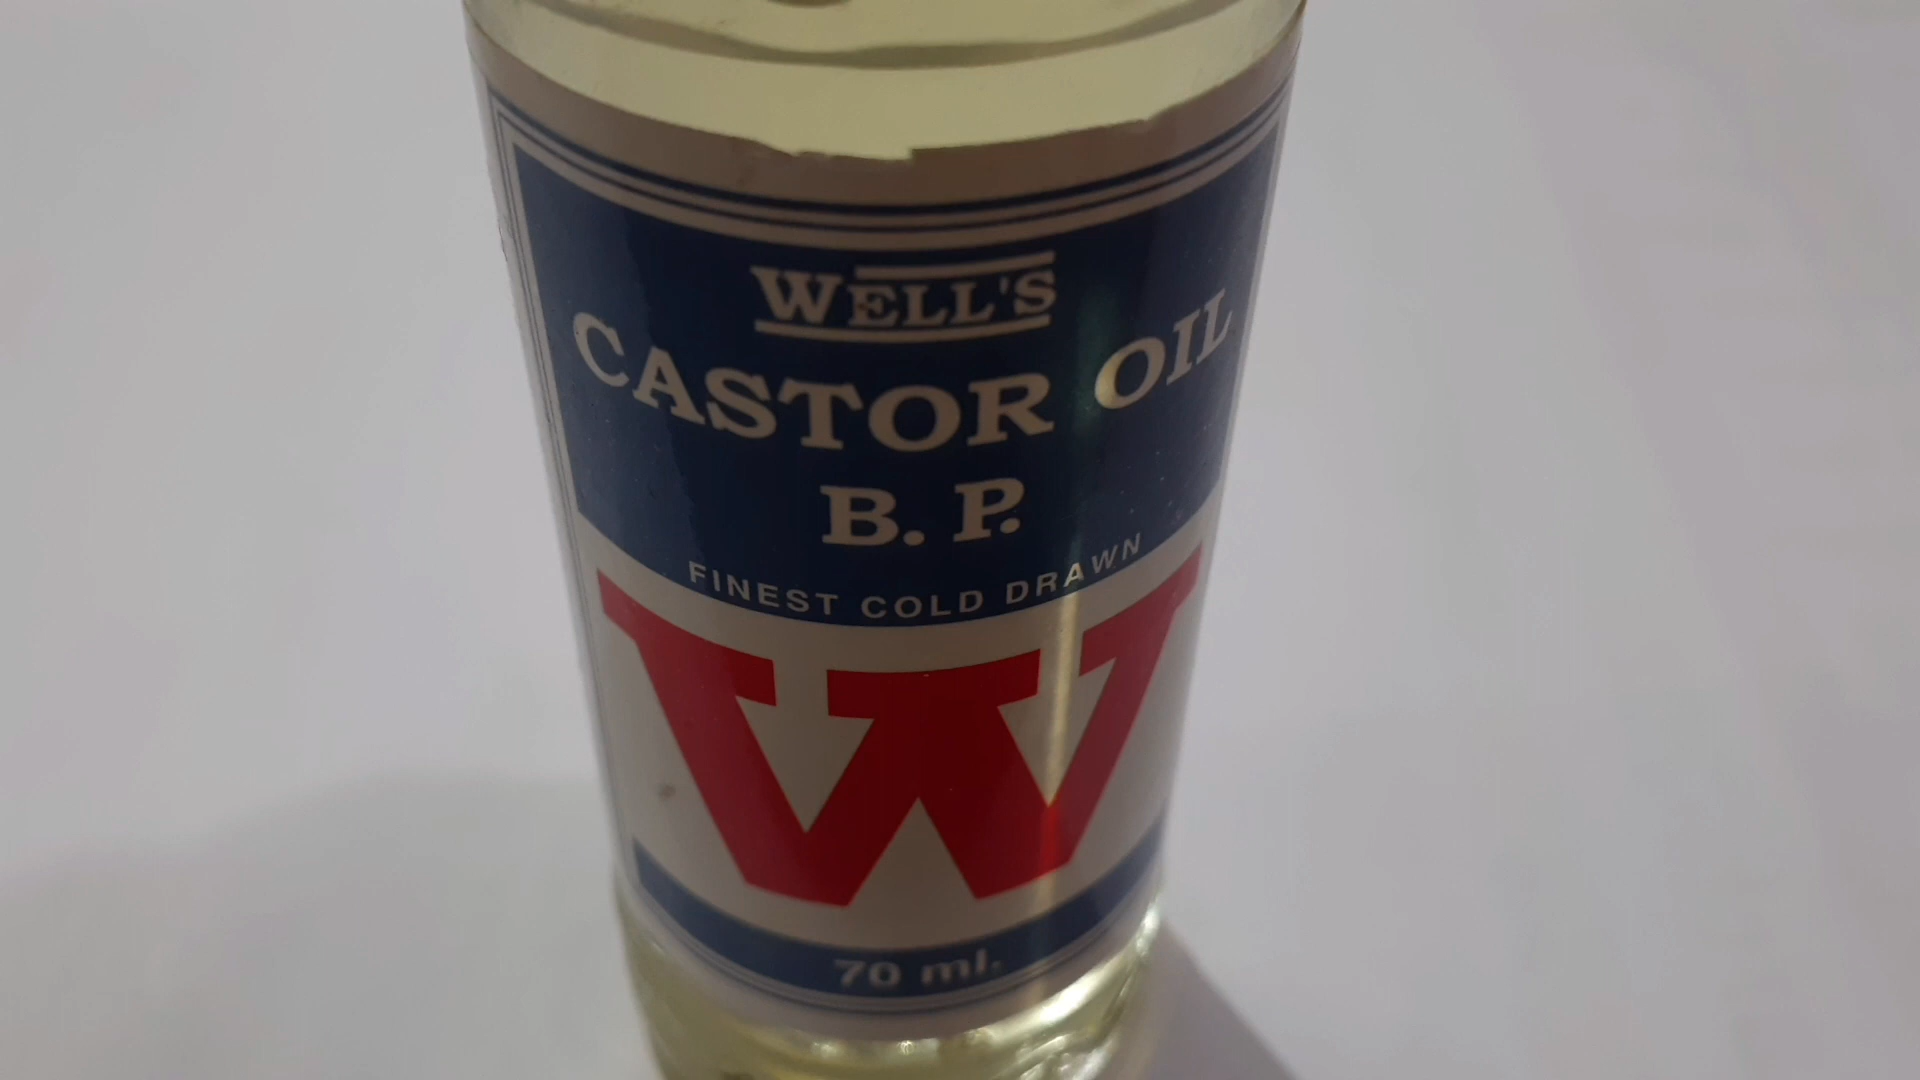 WELL'S
CASTOR OIL
B. P.
FINEST COLD DRAWN
W
70 ml.